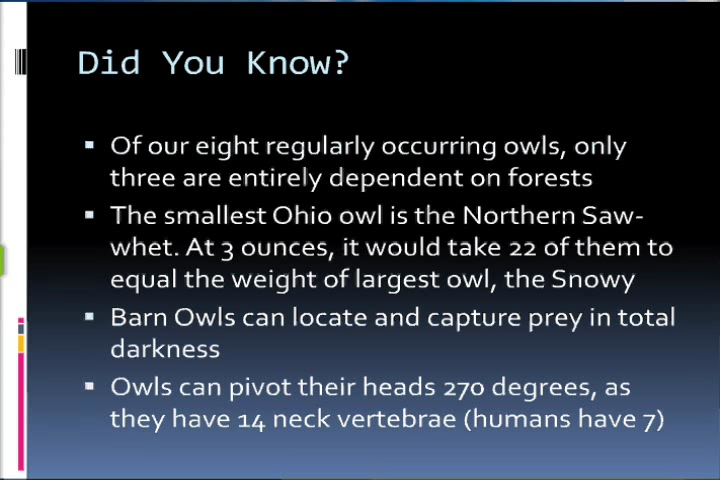 Did You Know?
Of our eight regularly occurring owls, only
three are entirely dependent on forests
The smallest Ohio owl is the Northern Saw-
whet. At 3 ounces, it would take 22 of them to
equal the weight of largest owl, the Snowy
Barn Owls can locate and capture prey in total
darkness
Owls can pivot their heads 270 degrees, as
they have 14 neck vertebrae (humans have 7)